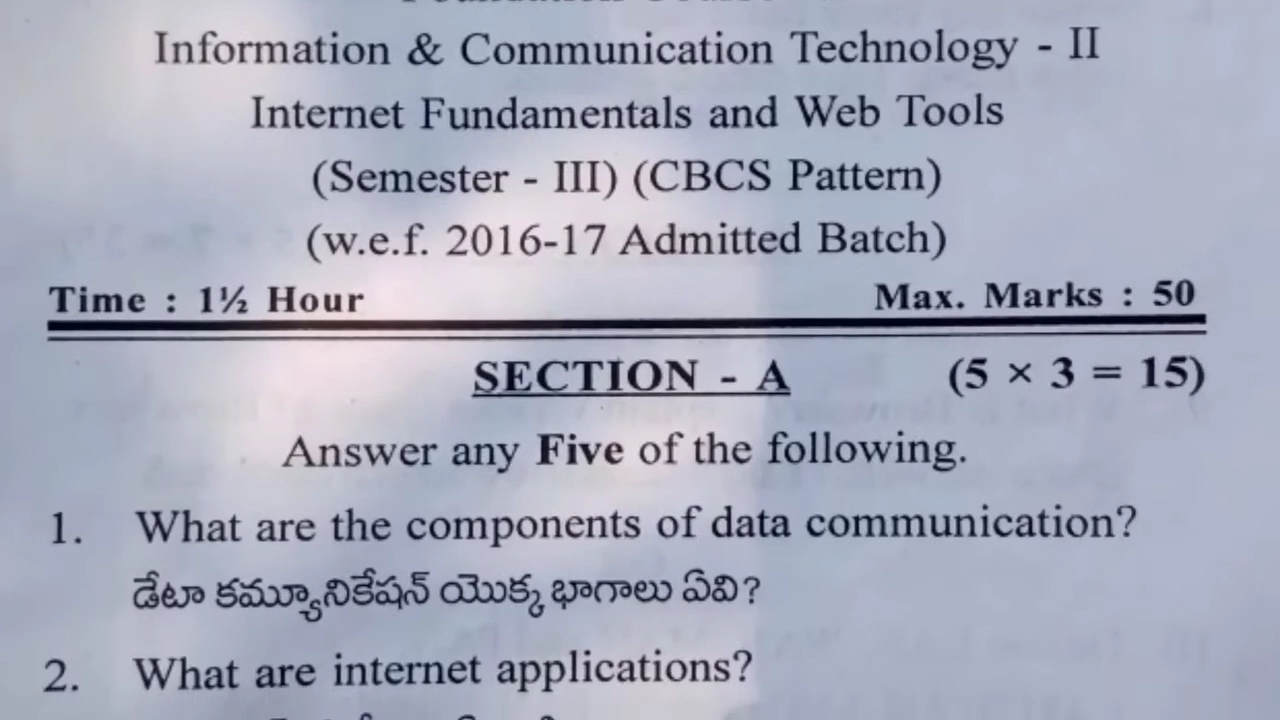 Information & Communication Technology - II
Internet Fundamentals and Web Tools
(Semester - III) (CBCS Pattern)
(w.e.f. 2016-17 Admitted Batch)
Time : 1½ Hour Max. Marks : 50
SECTION - A (5 × 3 = 15)
Answer any Five of the following.
1. What are the components of data communication?
డేటా కమ్యూనికేషన్ యొక్క భాగాలు ఏవి?
2. What are internet applications?